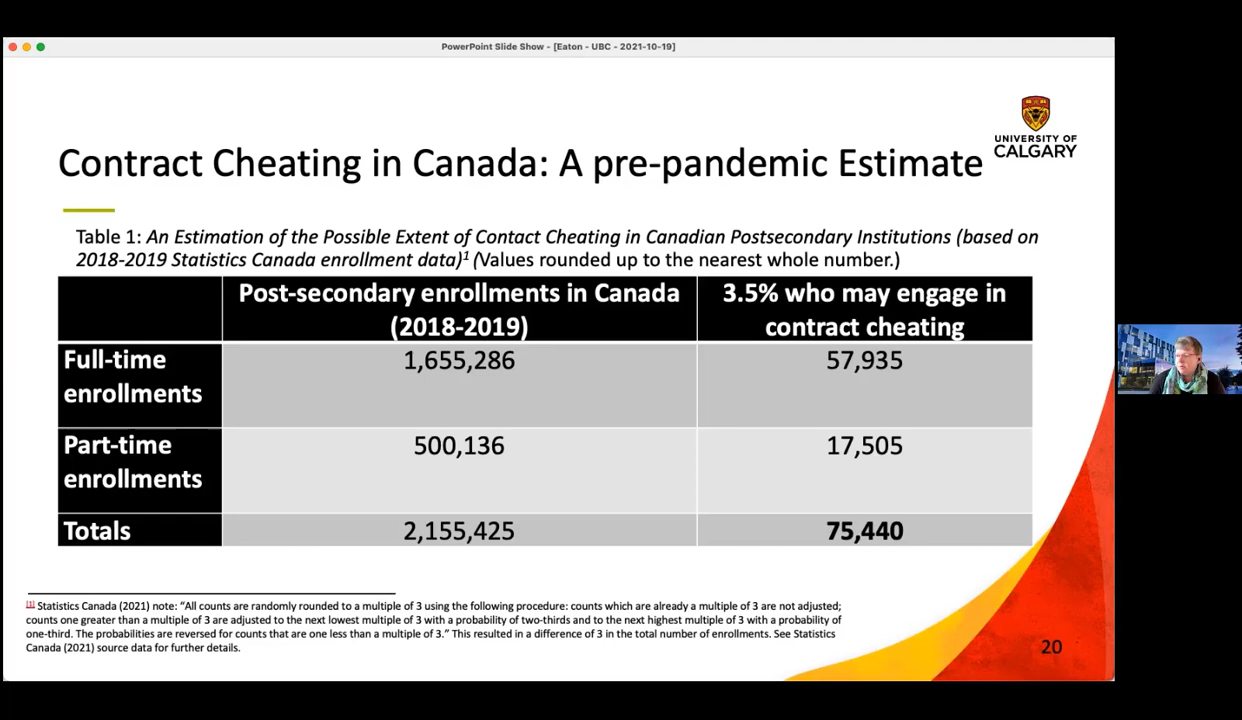 PowerPoint Slide Show - [Eaton - UBC - 2021-10-19]
UNIVERSITY OF
CALGARY
Contract Cheating in Canada: A pre-pandemic Estimate
Table 1: An Estimation of the Possible Extent of Contact Cheating in Canadian Postsecondary Institutions (based on
2018-2019 Statistics Canada enrollment data)¹ (Values rounded up to the nearest whole number.)
Post-secondary enrollments in Canada
(2018-2019)
3.5% who may engage in
contract cheating
Full-time
enrollments
1,655,286
57,935
Part-time
enrollments
500,136
17,505
Totals
2,155,425
75,440
[1] Statistics Canada (2021) note: “All counts are randomly rounded to a multiple of 3 using the following procedure: counts which are already a multiple of 3 are not adjusted;
counts one greater than a multiple of 3 are adjusted to the next lowest multiple of 3 with a probability of two-thirds and to the next highest multiple of 3 with a probability of
one-third. The probabilities are reversed for counts that are one less than a multiple of 3.” This resulted in a difference of 3 in the total number of enrollments. See Statistics
Canada (2021) source data for further details.
20